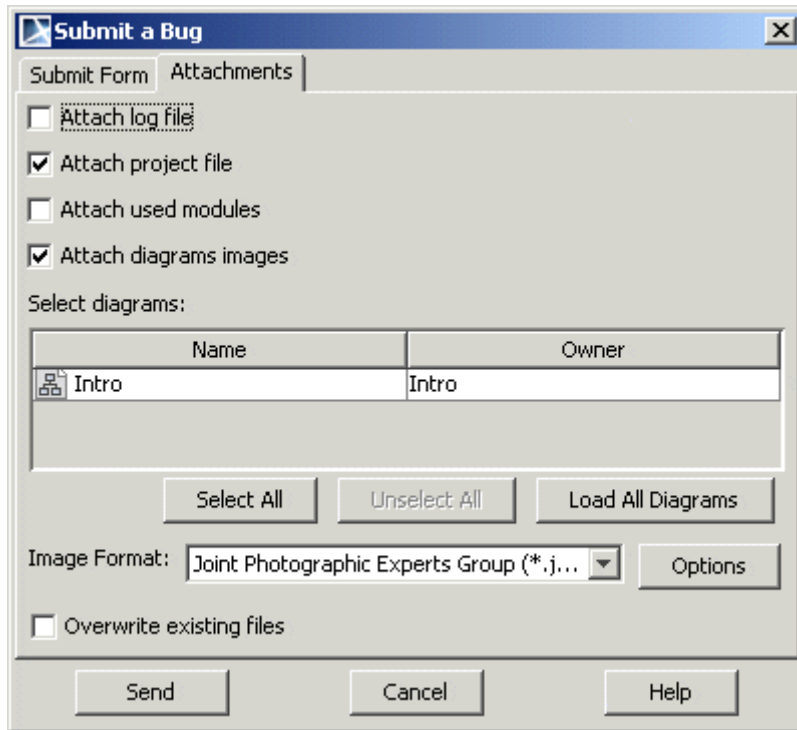 Submit a Bug
Submit Form Attachments
Attach log file
Attach project file
Attach used modules
Attach diagrams images
Select diagrams:
Name Owner
Intro Intro
Select All Unselect All Load All Diagrams
Image Format: Joint Photographic Experts Group (*.j... Options
Overwrite existing files
Send Cancel Help